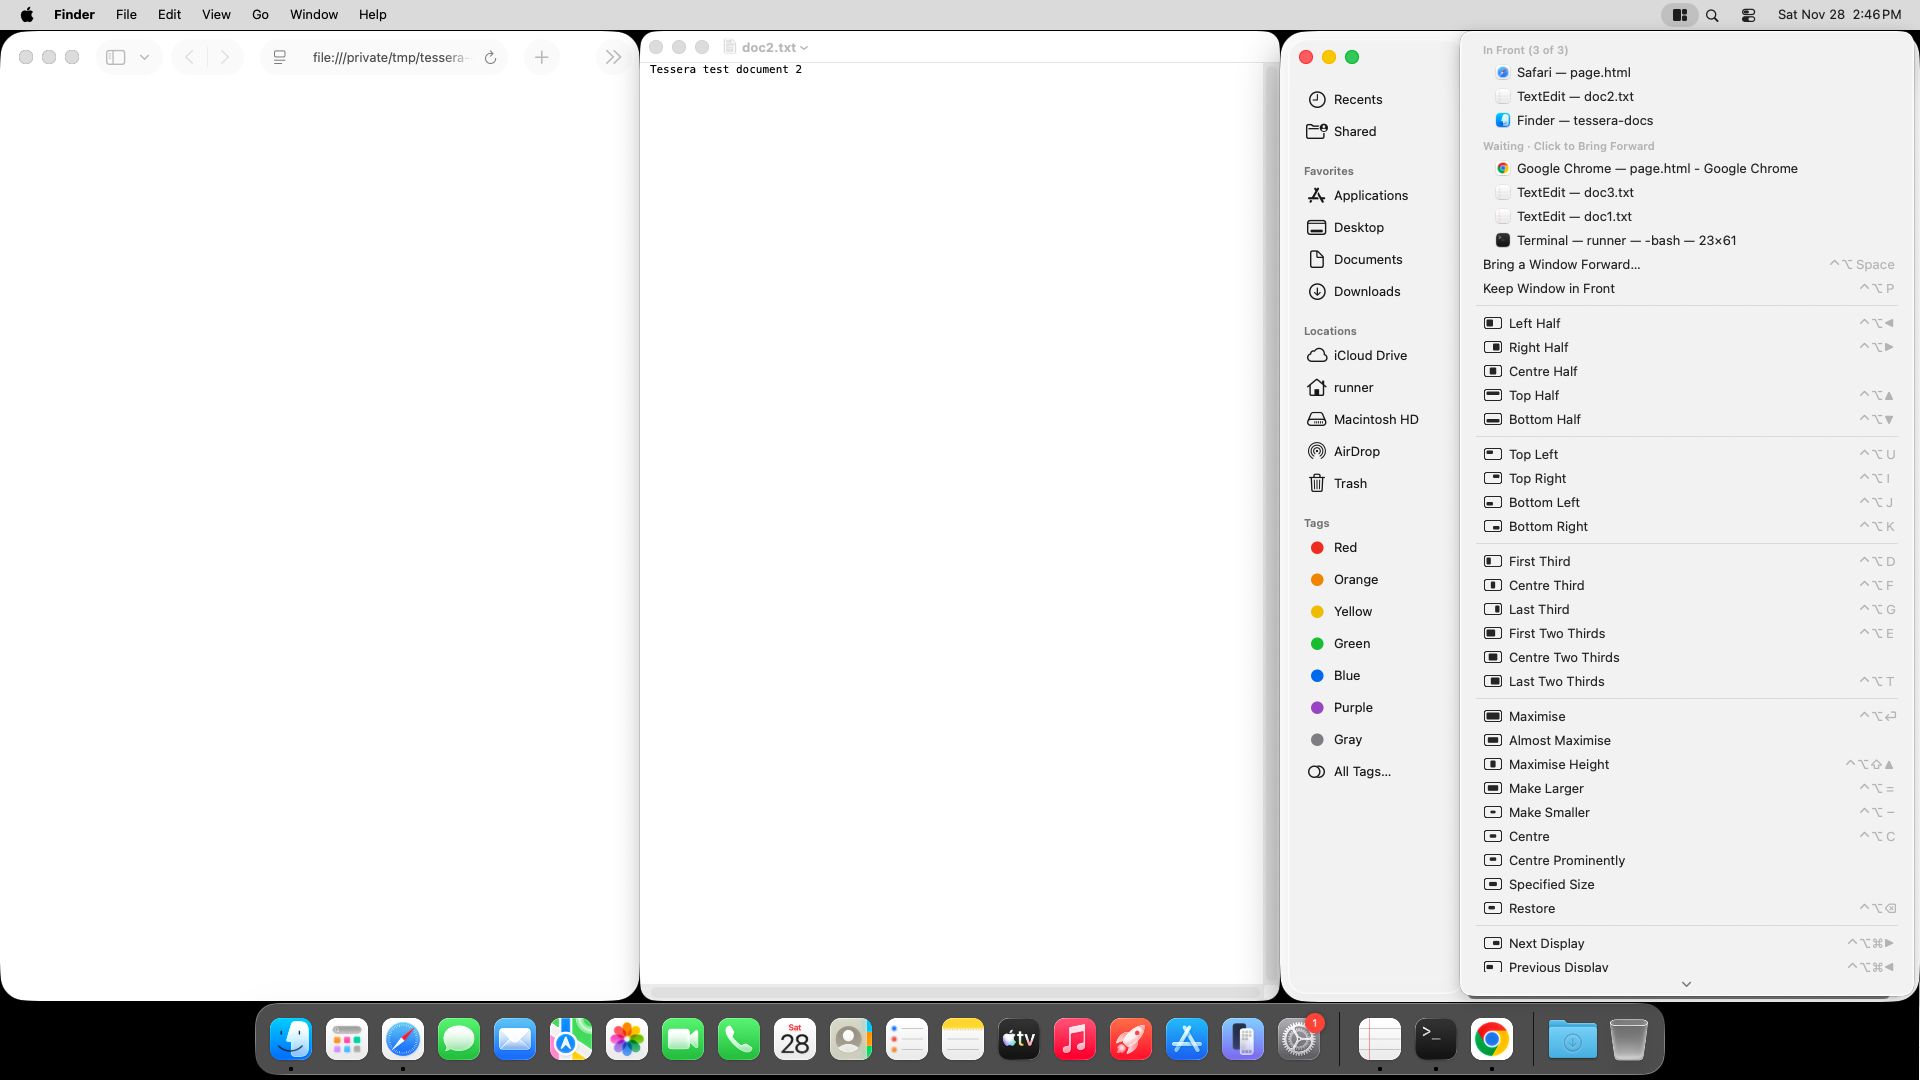 Finder File Edit View Go Window Help Sat Nov 28 2:46 PM
file:///private/tmp/tessera-
doc2.txt
Tessera test document 2
Recents
Shared
Favorites
Applications
Desktop
Documents
Downloads
Locations
iCloud Drive
runner
Macintosh HD
AirDrop
Trash
Tags
Red
Orange
Yellow
Green
Blue
Purple
Gray
All Tags...
In Front (3 of 3)
Safari — page.html
TextEdit — doc2.txt
Finder — tessera-docs
Waiting · Click to Bring Forward
Google Chrome — page.html - Google Chrome
TextEdit — doc3.txt
TextEdit — doc1.txt
Terminal — runner — -bash — 23×61
Bring a Window Forward... ^⌥ Space
Keep Window in Front ^⌥ P
Left Half ^⌥◀
Right Half ^⌥▶
Centre Half
Top Half ^⌥▲
Bottom Half ^⌥▼
Top Left ^⌥ U
Top Right ^⌥ I
Bottom Left ^⌥ J
Bottom Right ^⌥ K
First Third ^⌥ D
Centre Third ^⌥ F
Last Third ^⌥ G
First Two Thirds ^⌥ E
Centre Two Thirds
Last Two Thirds ^⌥ T
Maximise ^⌥↩
Almost Maximise
Maximise Height ^⌥⇧▲
Make Larger ^⌥ =
Make Smaller ^⌥ −
Centre ^⌥ C
Centre Prominently
Specified Size
Restore ^⌥⌫
Next Display ^⌥⌘▶
Previous Display ^⌥⌘◀
Sat
28
tv
1